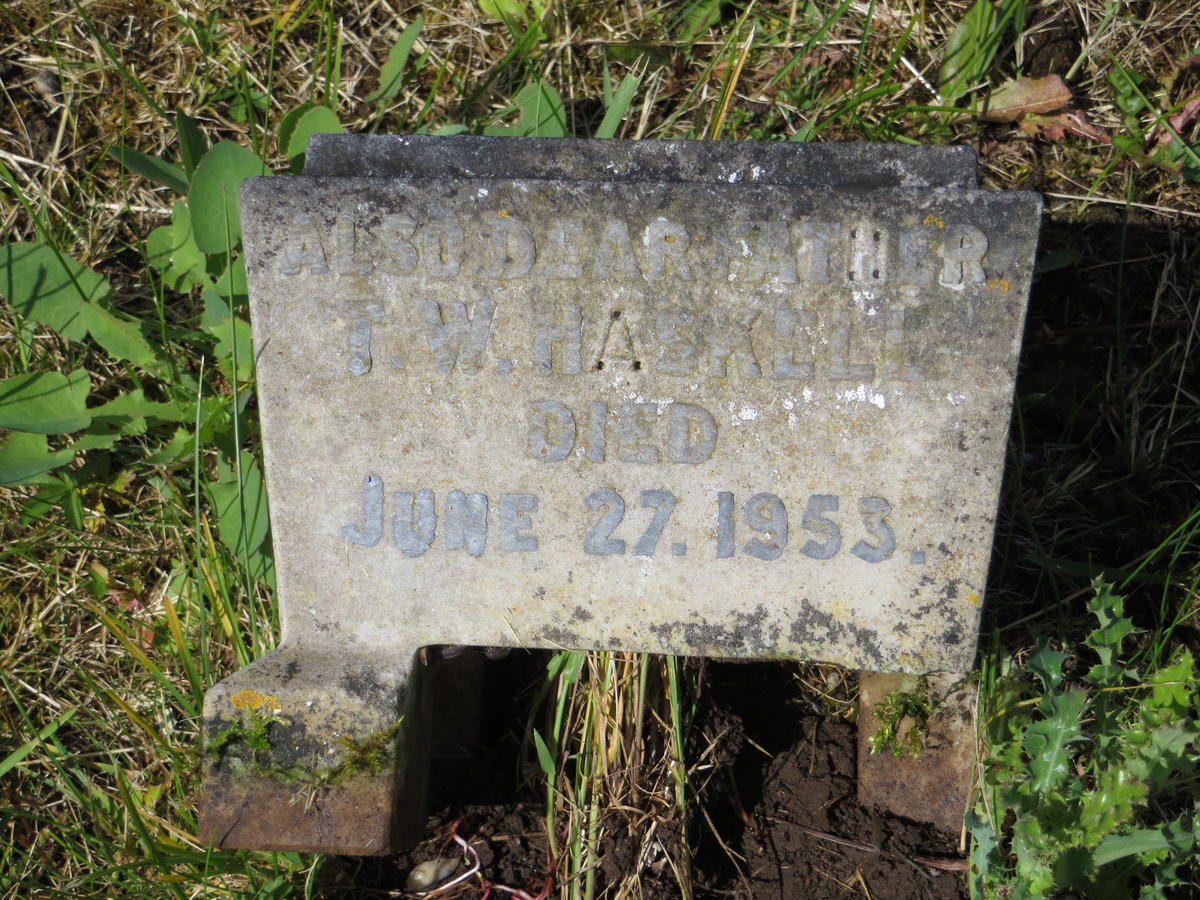 ALSO DEAR FATHER
T. W. HASKELL
DIED
JUNE 27. 1953.